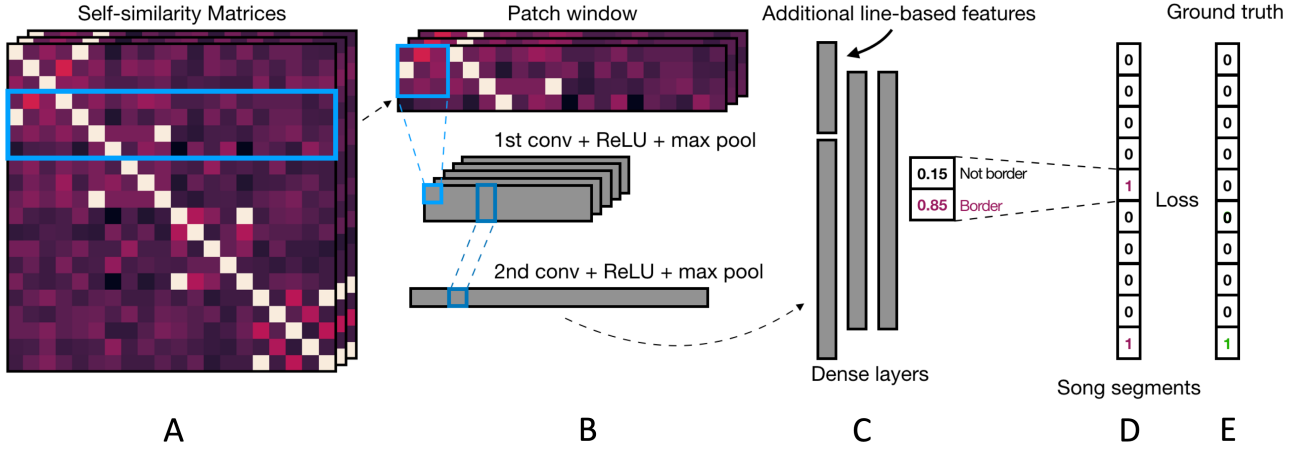 Self-similarity Matrices
Patch window
Additional line-based features
Ground truth
1st conv + ReLU + max pool
2nd conv + ReLU + max pool
0.15 Not border
0.85 Border
Dense layers
0
0
0
0
1
0
0
0
0
1
Song segments
Loss
0
0
0
0
0
0
0
0
0
1
A
B
C
D
E